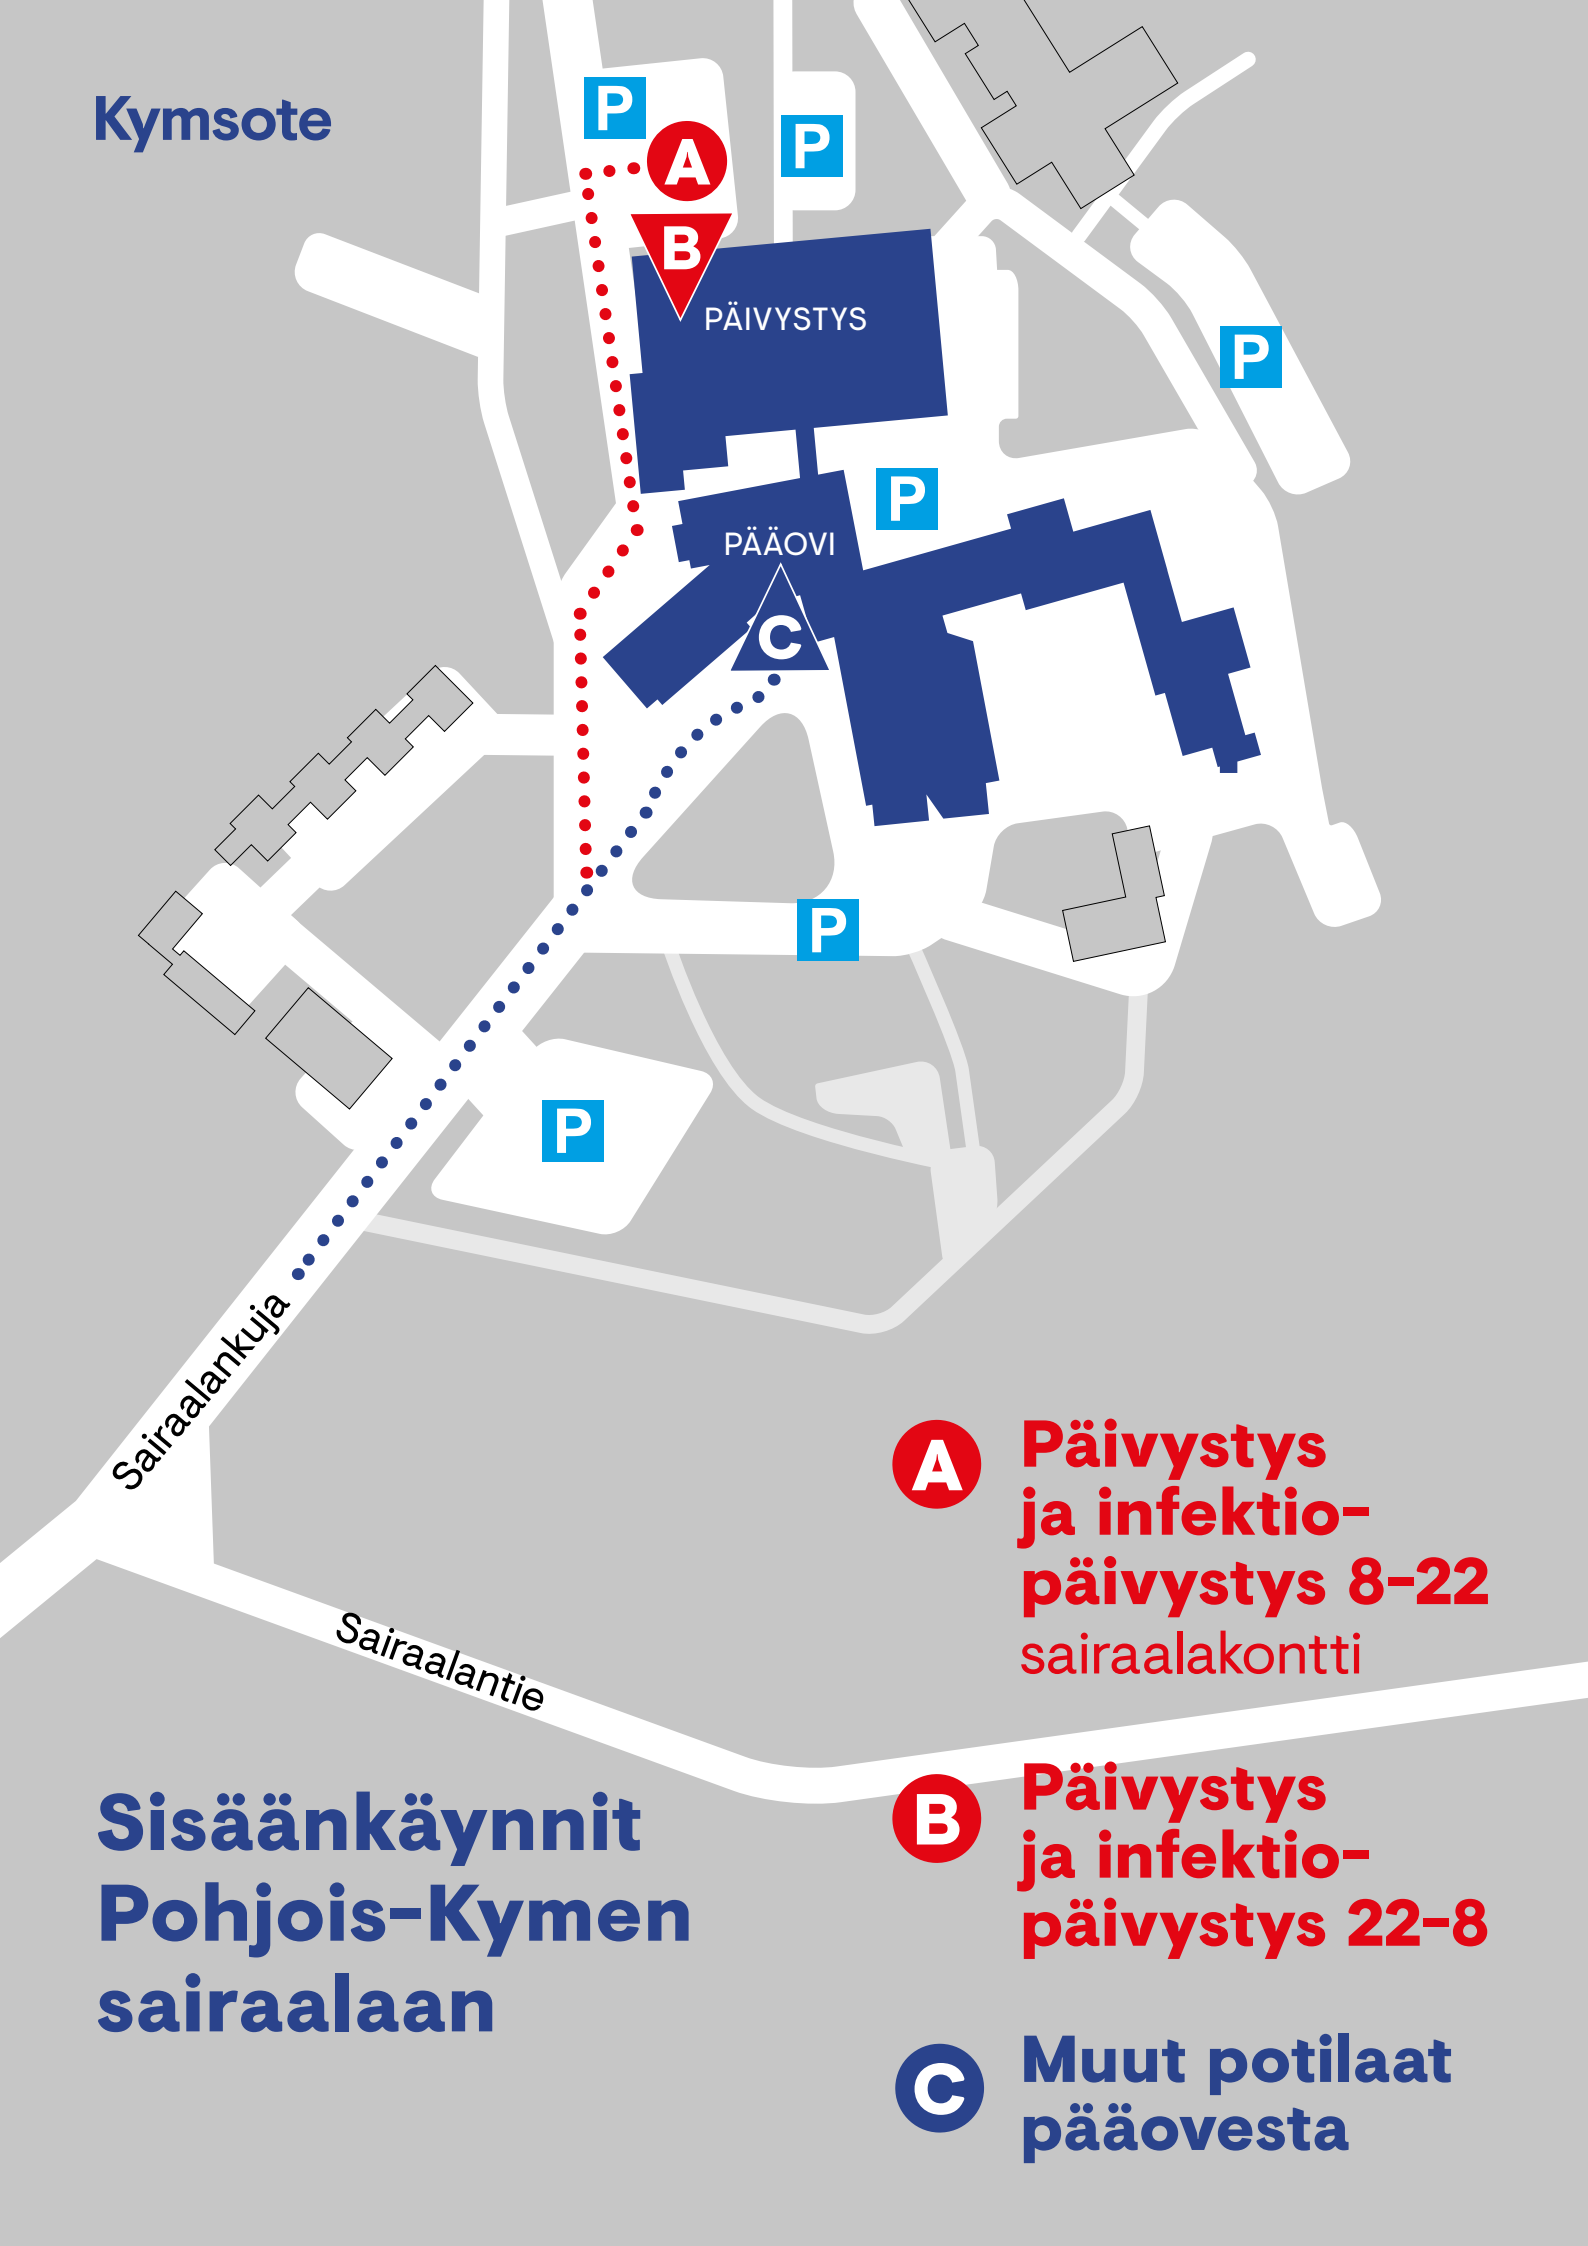 Kymsote
P
P
A
B
PÄIVYSTYS
P
P
PÄÄOVI
C
P
P
Sairaalankuja
Sairaalantie
A
Päivystys
ja infektio-
päivystys 8-22
sairaalakontti
B
Päivystys
ja infektio-
päivystys 22-8
C
Muut potilaat
pääovesta
Sisäänkäynnit
Pohjois-Kymen
sairaalaan